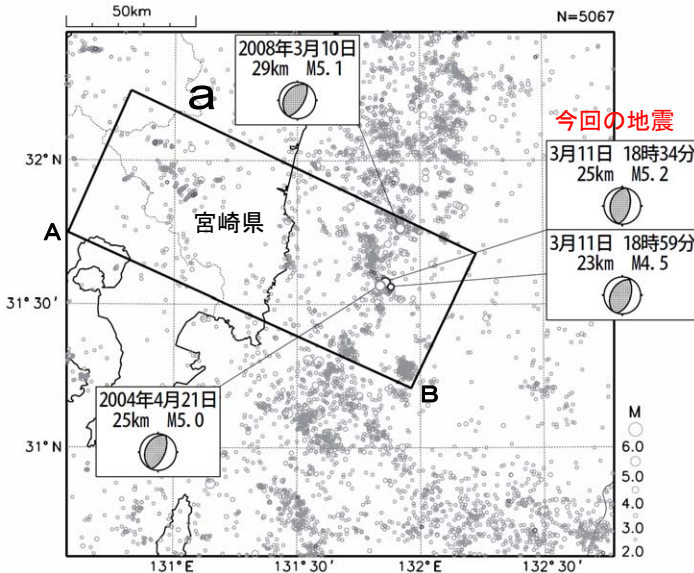 50km
N=5067
2008年3月10日
29km M5.1
a
今回の地震
3月11日 18時34分
25km M5.2
3月11日 18時59分
23km M4.5
32°N
A
宮崎県
31°30′
B
2004年4月21日
25km M5.0
31°N
M
6.0
5.0
4.0
3.0
2.0
131°E
131°30′
132°E
132°30′